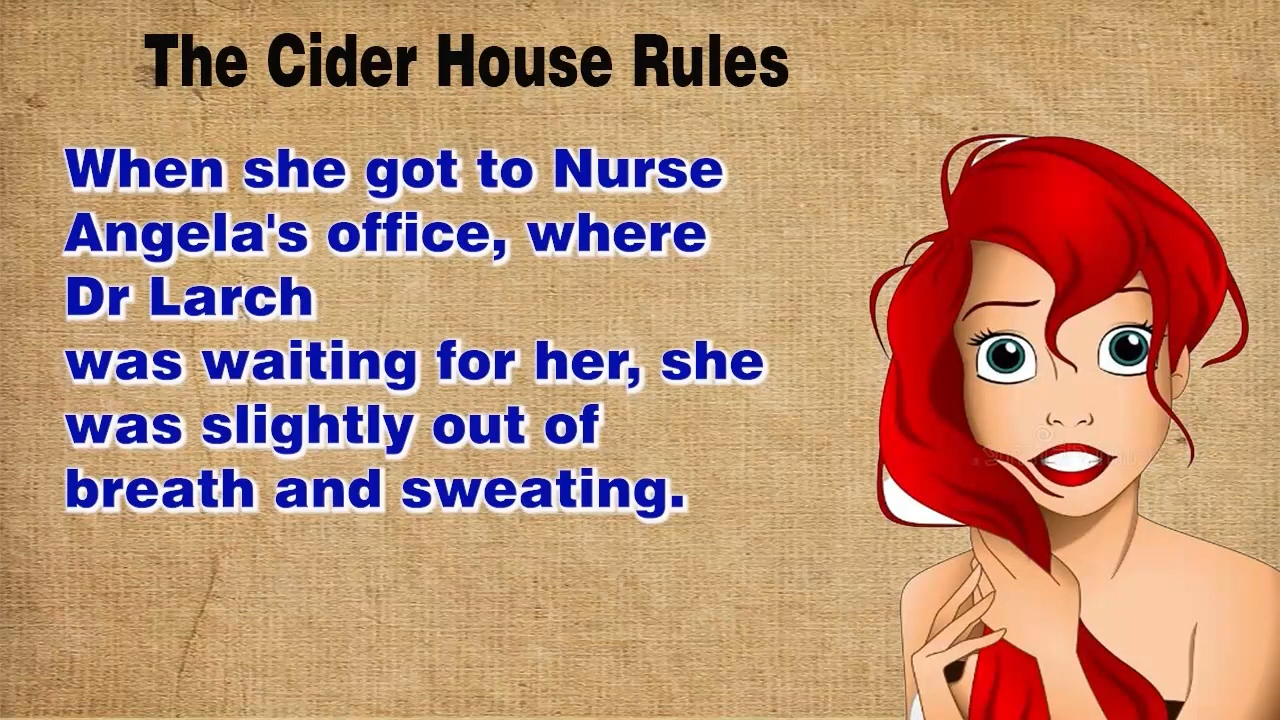 The Cider House Rules
When she got to Nurse
Angela's office, where
Dr Larch
was waiting for her, she
was slightly out of
breath and sweating.